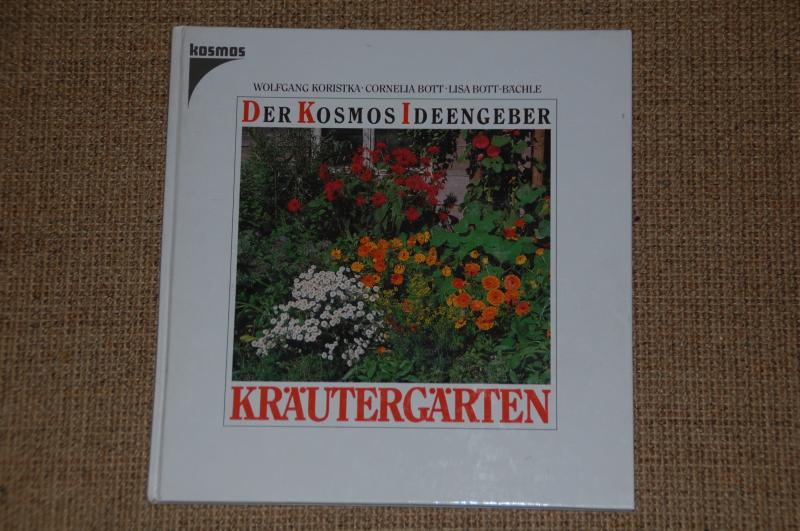 kosmos
WOLFGANG KORISTKA · CORNELIA BOTT · LISA BOTT-BÄCHLE
DER KOSMOS IDEENGEBER
KRÄUTERGÄRTEN